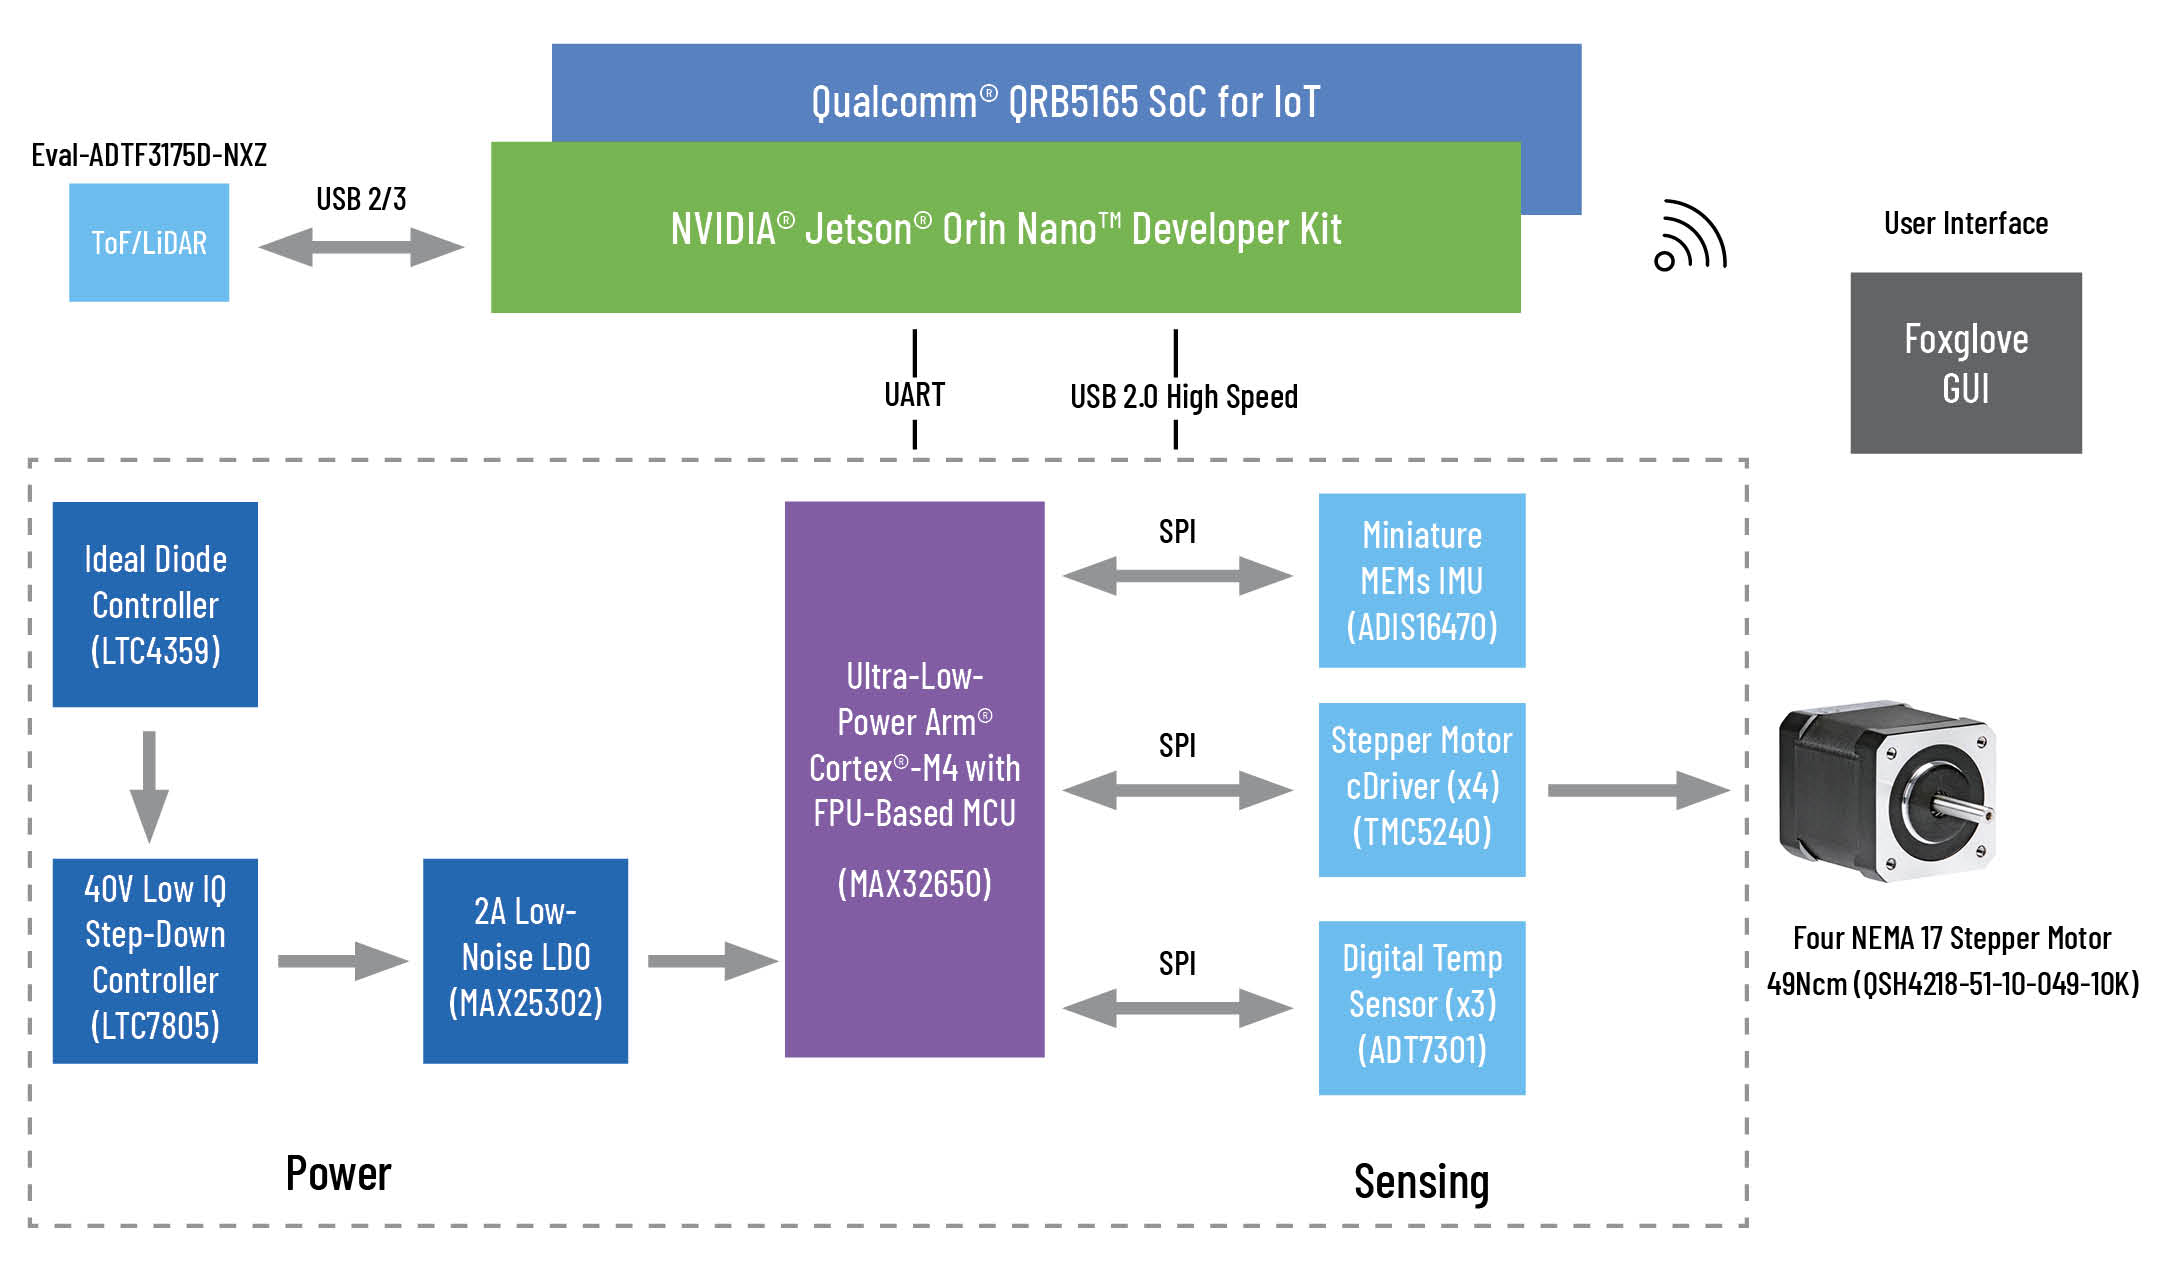 Qualcomm® QRB5165 SoC for IoT
Eval-ADTF3175D-NXZ
ToF/LiDAR
USB 2/3
NVIDIA® Jetson® Orin Nano™ Developer Kit
User Interface
Foxglove
GUI
UART
USB 2.0 High Speed
Ideal Diode
Controller
(LTC4359)
40V Low IQ
Step-Down
Controller
(LTC7805)
2A Low-
Noise LDO
(MAX25302)
Ultra-Low-
Power Arm®
Cortex®-M4 with
FPU-Based MCU
(MAX32650)
SPI
Miniature
MEMs IMU
(ADIS16470)
SPI
Stepper Motor
cDriver (x4)
(TMC5240)
SPI
Digital Temp
Sensor (x3)
(ADT7301)
Four NEMA 17 Stepper Motor
49Ncm (QSH4218-51-10-049-10K)
Power
Sensing